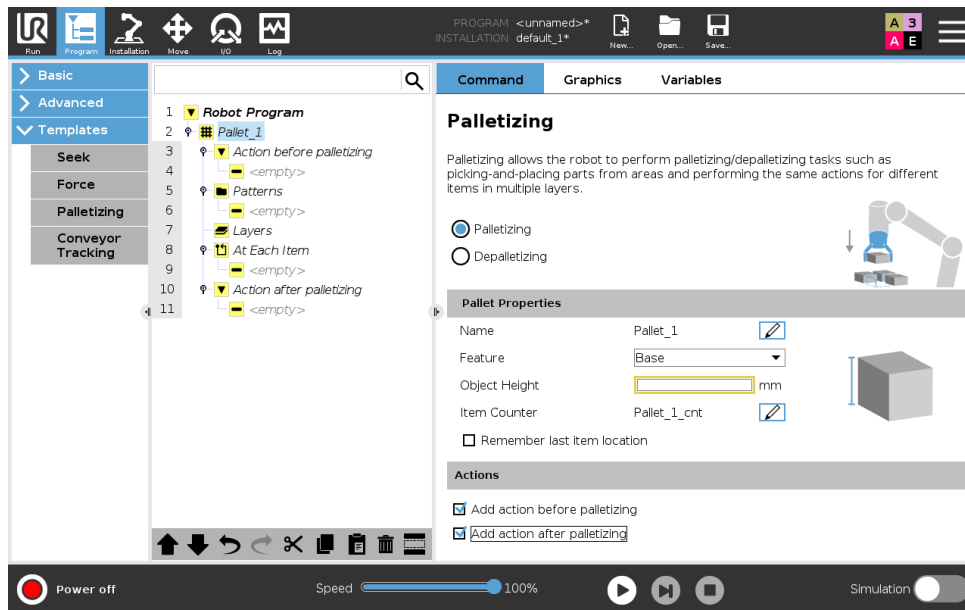 PROGRAM <unnamed>*
INSTALLATION default_1*
Run
Program
Installation
Move
I/O
Log
New...
Open...
Save...
A 3
A E
Basic
Advanced
Templates
Seek
Force
Palletizing
Conveyor
Tracking
1 Robot Program
2 Pallet_1
3 Action before palletizing
4 <empty>
5 Patterns
6 <empty>
7 Layers
8 At Each Item
9 <empty>
10 Action after palletizing
11 <empty>
Command Graphics Variables
Palletizing
Palletizing allows the robot to perform palletizing/depalletizing tasks such as
picking-and-placing parts from areas and performing the same actions for different
items in multiple layers.
Palletizing
Depalletizing
Pallet Properties
Name Pallet_1
Feature Base
Object Height mm
Item Counter Pallet_1_cnt
Remember last item location
Actions
Add action before palletizing
Add action after palletizing
Power off
Speed 100%
Simulation